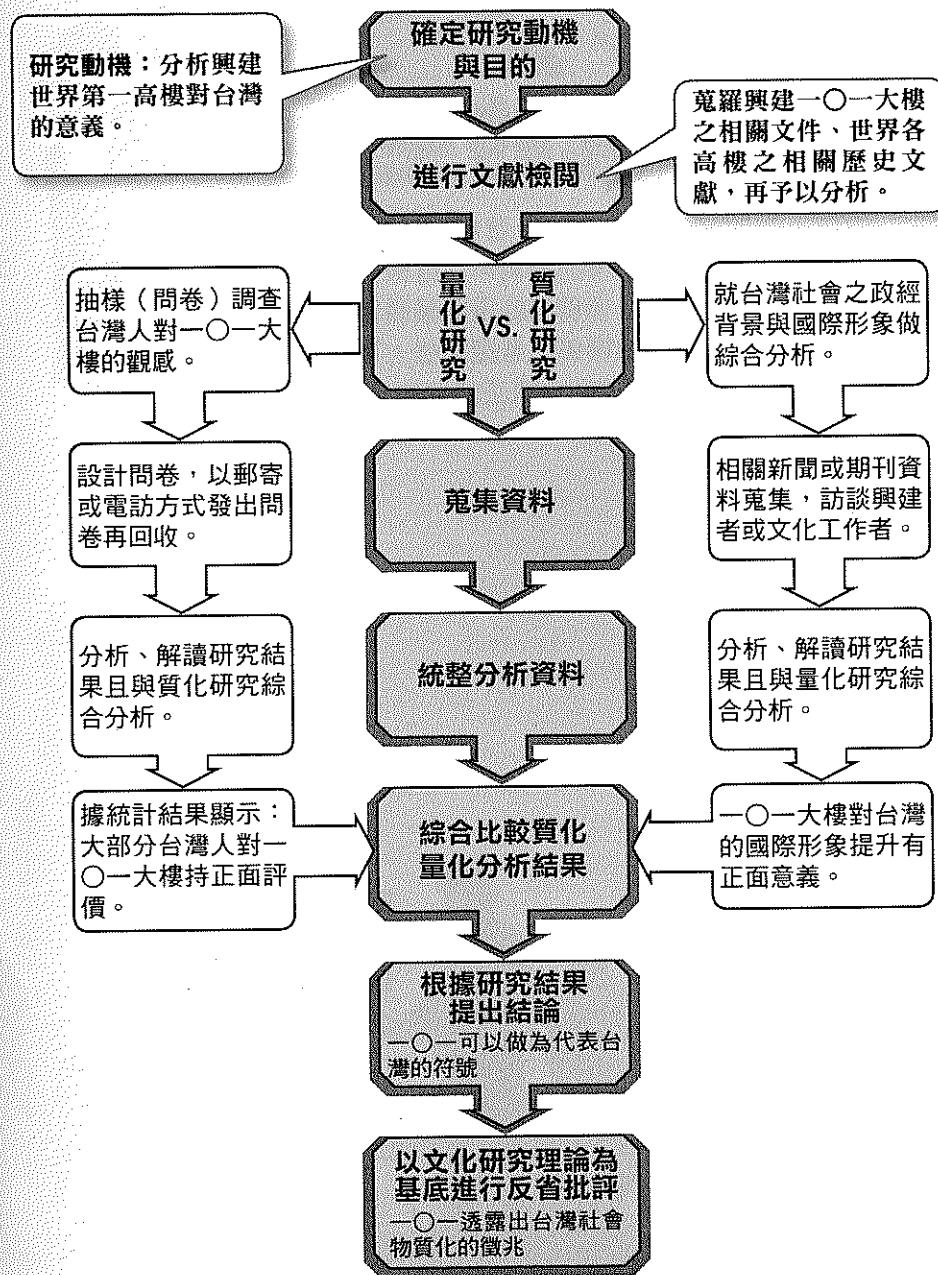 確定研究動機
與目的
研究動機：分析興建
世界第一高樓對台灣
的意義。
進行文獻檢閱
蒐羅興建一〇一大樓
之相關文件、世界各
高樓之相關歷史文
獻，再予以分析。
量化研究
VS.
質化研究
抽樣（問卷）調查
台灣人對一〇一大
樓的觀感。
就台灣社會之政經
背景與國際形象做
綜合分析。
設計問卷，以郵寄
或電訪方式發出問
卷再回收。
蒐集資料
相關新聞或期刊資
料蒐集，訪談興建
者或文化工作者。
分析、解讀研究結
果且與質化研究綜
合分析。
統整分析資料
分析、解讀研究結
果且與量化研究綜
合分析。
據統計結果顯示：
大部分台灣人對一
〇一大樓持正面評
價。
綜合比較質化
量化分析結果
一〇一大樓對台灣
的國際形象提升有
正面意義。
根據研究結果
提出結論
一〇一可以做為代表台
灣的符號
以文化研究理論為
基底進行反省批評
一〇一透露出台灣社會
物質化的徵兆